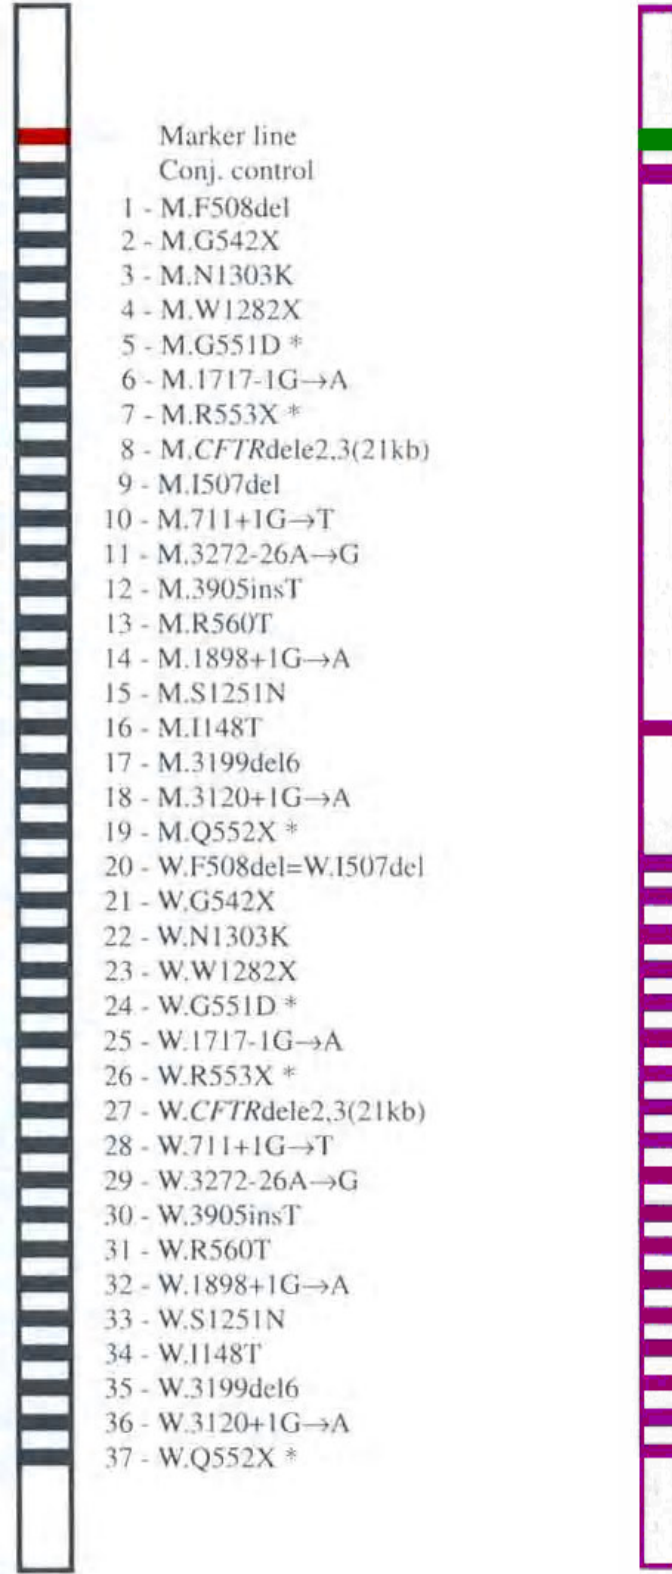 Marker line
Conj. control
1 - M.F508del
2 - M.G542X
3 - M.N1303K
4 - M.W1282X
5 - M.G551D *
6 - M.1717-1G→A
7 - M.R553X *
8 - M.CFTRdele2,3(21kb)
9 - M.I507del
10 - M.711+1G→T
11 - M.3272-26A→G
12 - M.3905insT
13 - M.R560T
14 - M.1898+1G→A
15 - M.S1251N
16 - M.I148T
17 - M.3199del6
18 - M.3120+1G→A
19 - M.Q552X *
20 - W.F508del=W.I507del
21 - W.G542X
22 - W.N1303K
23 - W.W1282X
24 - W.G551D *
25 - W.1717-1G→A
26 - W.R553X *
27 - W.CFTRdele2,3(21kb)
28 - W.711+1G→T
29 - W.3272-26A→G
30 - W.3905insT
31 - W.R560T
32 - W.1898+1G→A
33 - W.S1251N
34 - W.I148T
35 - W.3199del6
36 - W.3120+1G→A
37 - W.Q552X *